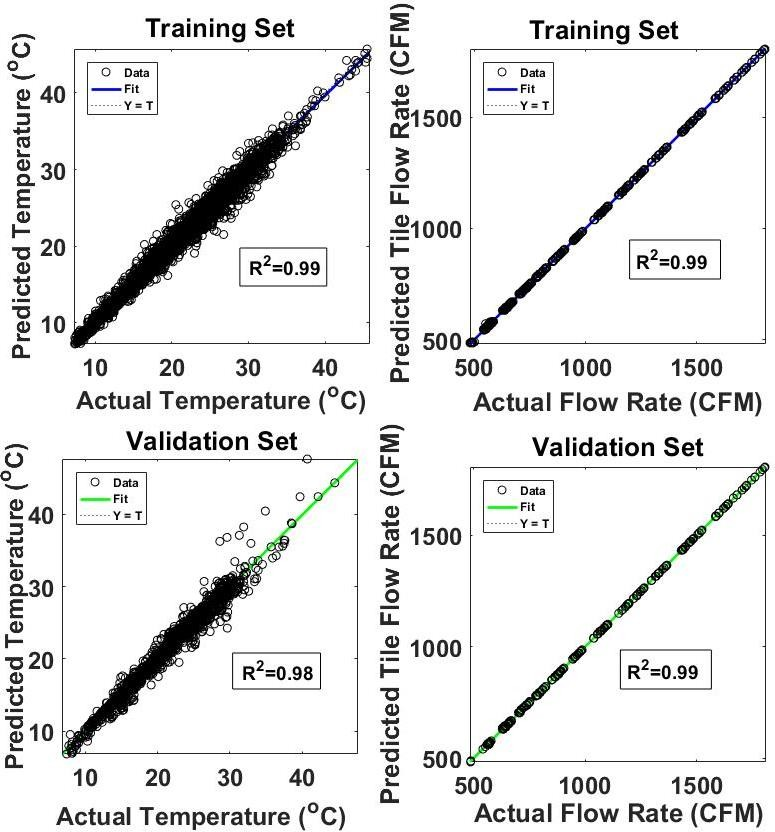 Training Set
Predicted Temperature (°C)
Data
Fit
Y = T
40
30
20
10
R²=0.99
10 20 30 40
Actual Temperature (°C)
Training Set
Predicted Tile Flow Rate (CFM)
Data
Fit
Y = T
1500
1000
500
R²=0.99
500 1000 1500
Actual Flow Rate (CFM)
Validation Set
Predicted Temperature (°C)
Data
Fit
Y = T
40
30
20
10
R²=0.98
10 20 30 40
Actual Temperature (°C)
Validation Set
Predicted Tile Flow Rate (CFM)
Data
Fit
Y = T
1500
1000
500
R²=0.99
500 1000 1500
Actual Flow Rate (CFM)